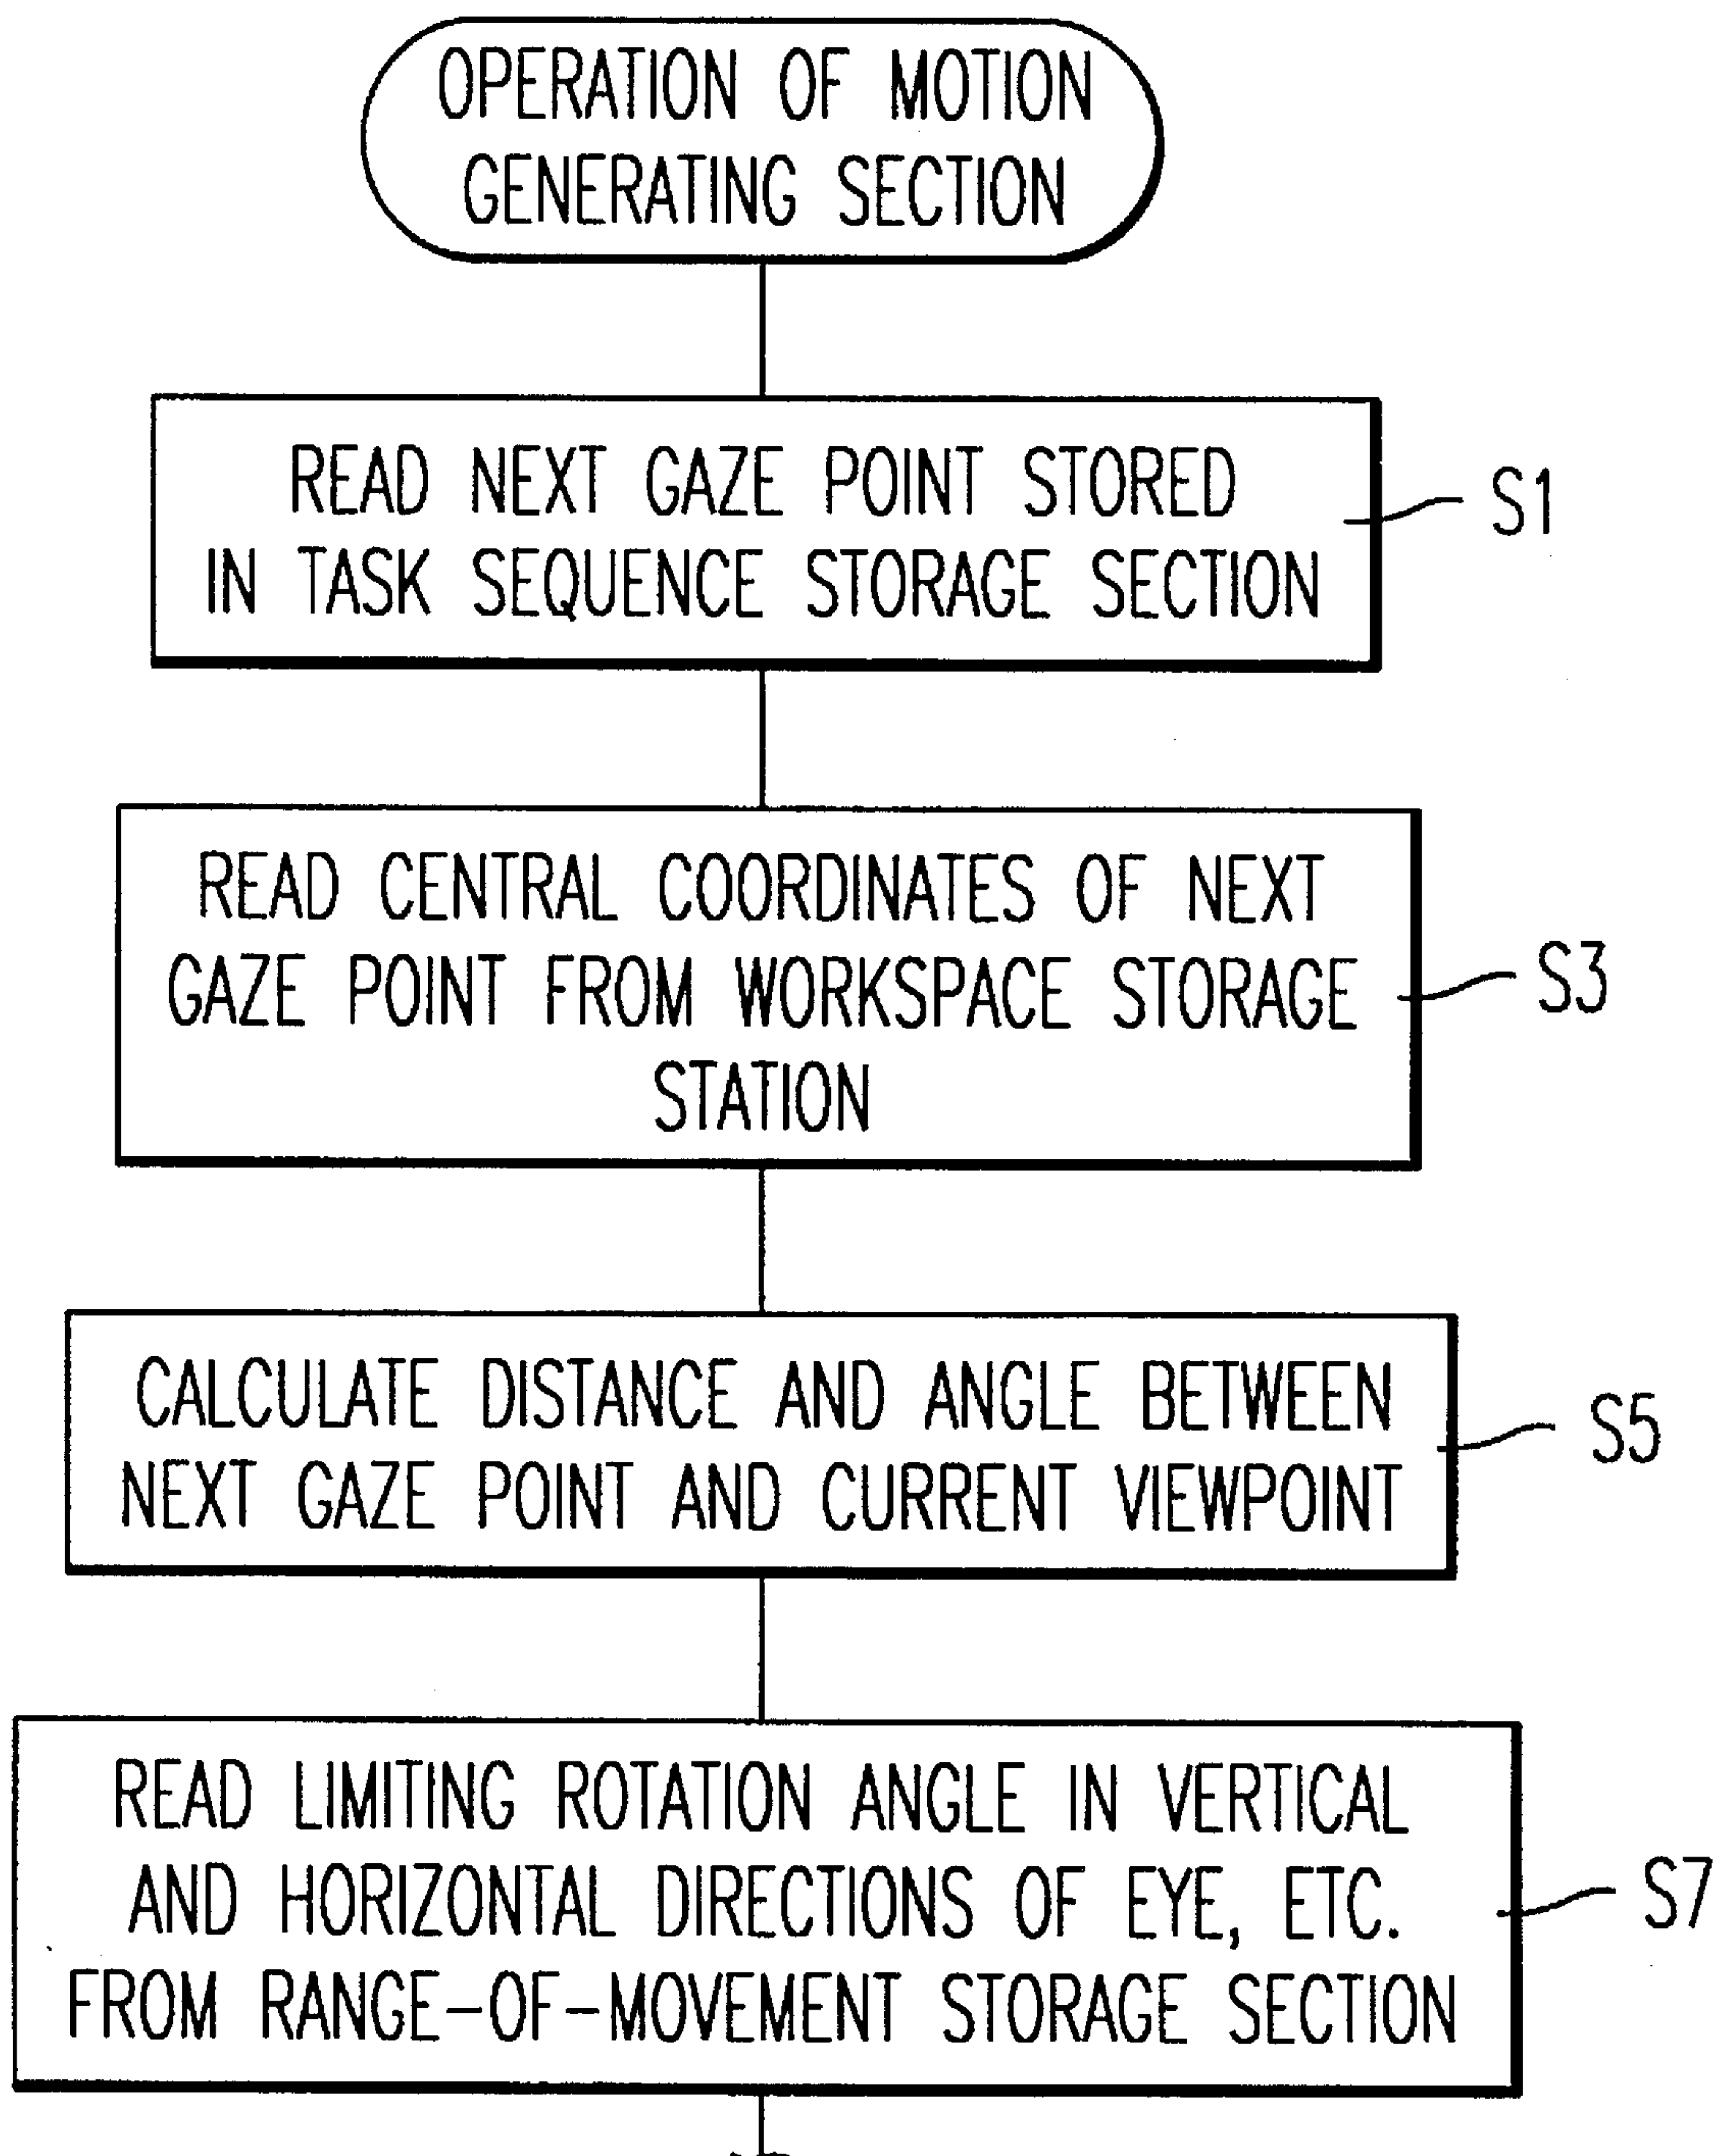 OPERATION OF MOTION
GENERATING SECTION
READ NEXT GAZE POINT STORED
IN TASK SEQUENCE STORAGE SECTION
S1
READ CENTRAL COORDINATES OF NEXT
GAZE POINT FROM WORKSPACE STORAGE
STATION
S3
CALCULATE DISTANCE AND ANGLE BETWEEN
NEXT GAZE POINT AND CURRENT VIEWPOINT
S5
READ LIMITING ROTATION ANGLE IN VERTICAL
AND HORIZONTAL DIRECTIONS OF EYE, ETC.
FROM RANGE-OF-MOVEMENT STORAGE SECTION
S7